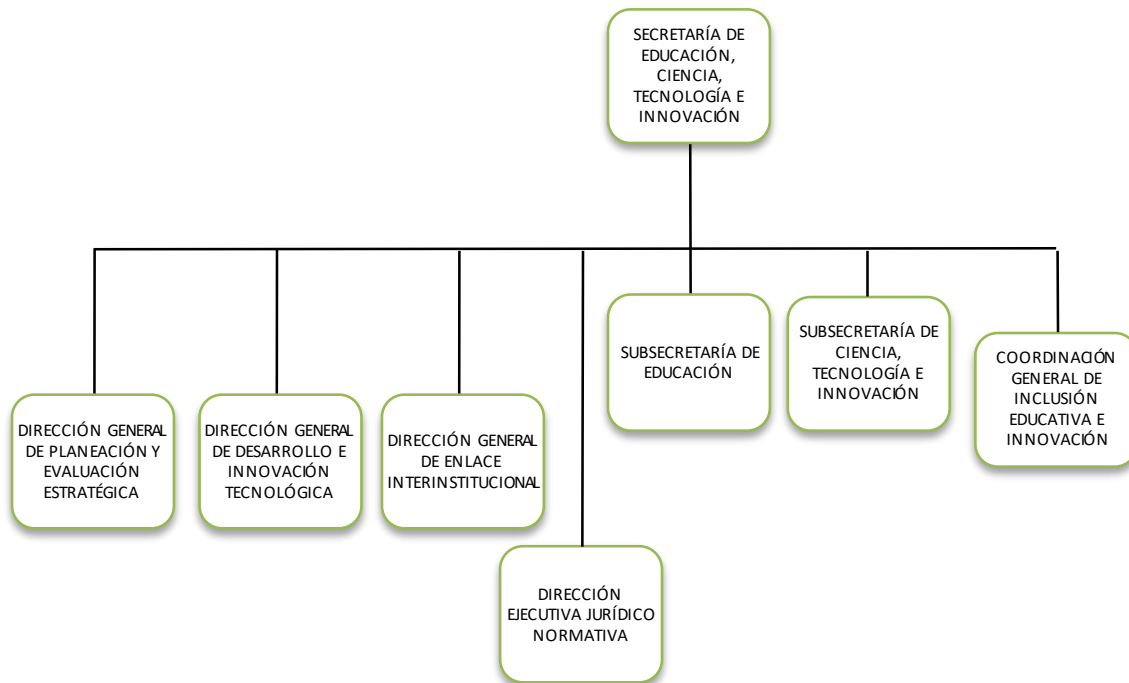 SECRETARÍA DE
EDUCACIÓN,
CIENCIA,
TECNOLOGÍA E
INNOVACIÓN
SUBSECRETARÍA DE
EDUCACIÓN
SUBSECRETARÍA DE
CIENCIA,
TECNOLOGÍA E
INNOVACIÓN
COORDINACIÓN
GENERAL DE
INCLUSIÓN
EDUCATIVA E
INNOVACIÓN
DIRECCIÓN GENERAL
DE PLANEACIÓN Y
EVALUACIÓN
ESTRATÉGICA
DIRECCIÓN GENERAL
DE DESARROLLO E
INNOVACIÓN
TECNOLÓGICA
DIRECCIÓN GENERAL
DE ENLACE
INTERINSTITUCIONAL
DIRECCIÓN
EJECUTIVA JURÍDICO
NORMATIVA